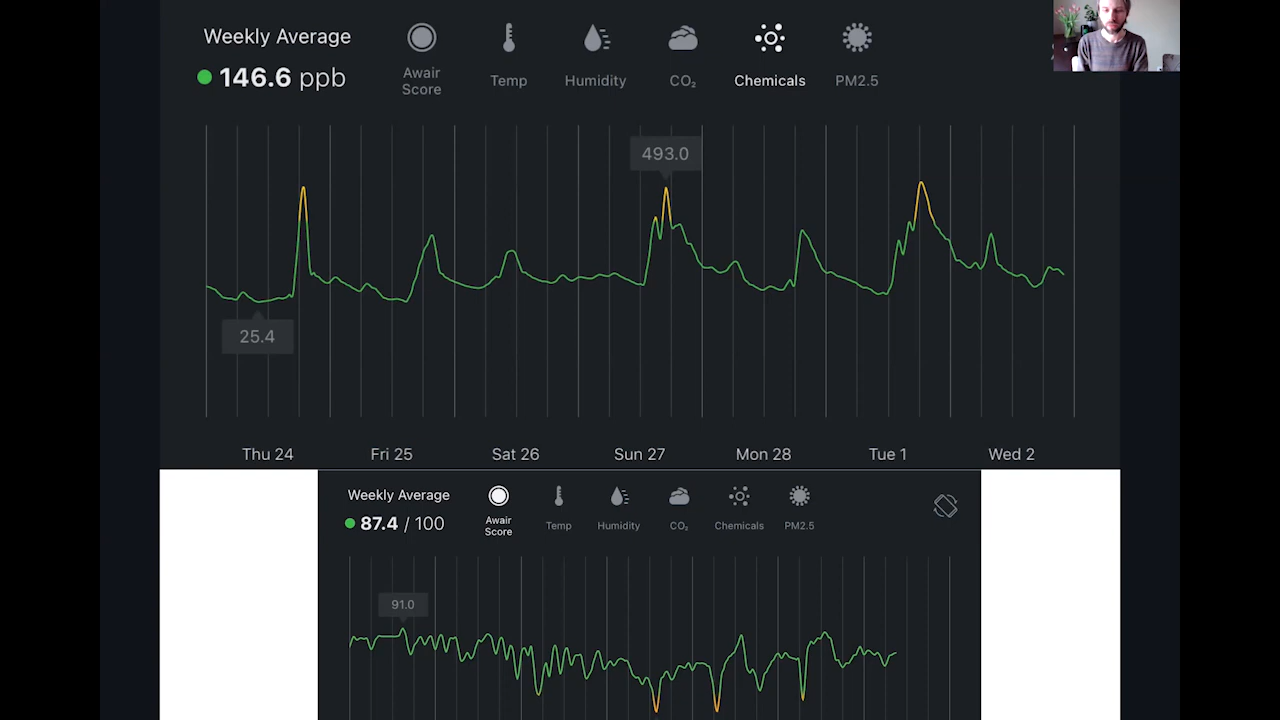 Weekly Average
146.6 ppb
Awair
Score
Temp
Humidity
CO₂
Chemicals
PM2.5
493.0
25.4
Thu 24
Fri 25
Sat 26
Sun 27
Mon 28
Tue 1
Wed 2
Weekly Average
87.4 / 100
Awair
Score
Temp
Humidity
CO₂
Chemicals
PM2.5
91.0